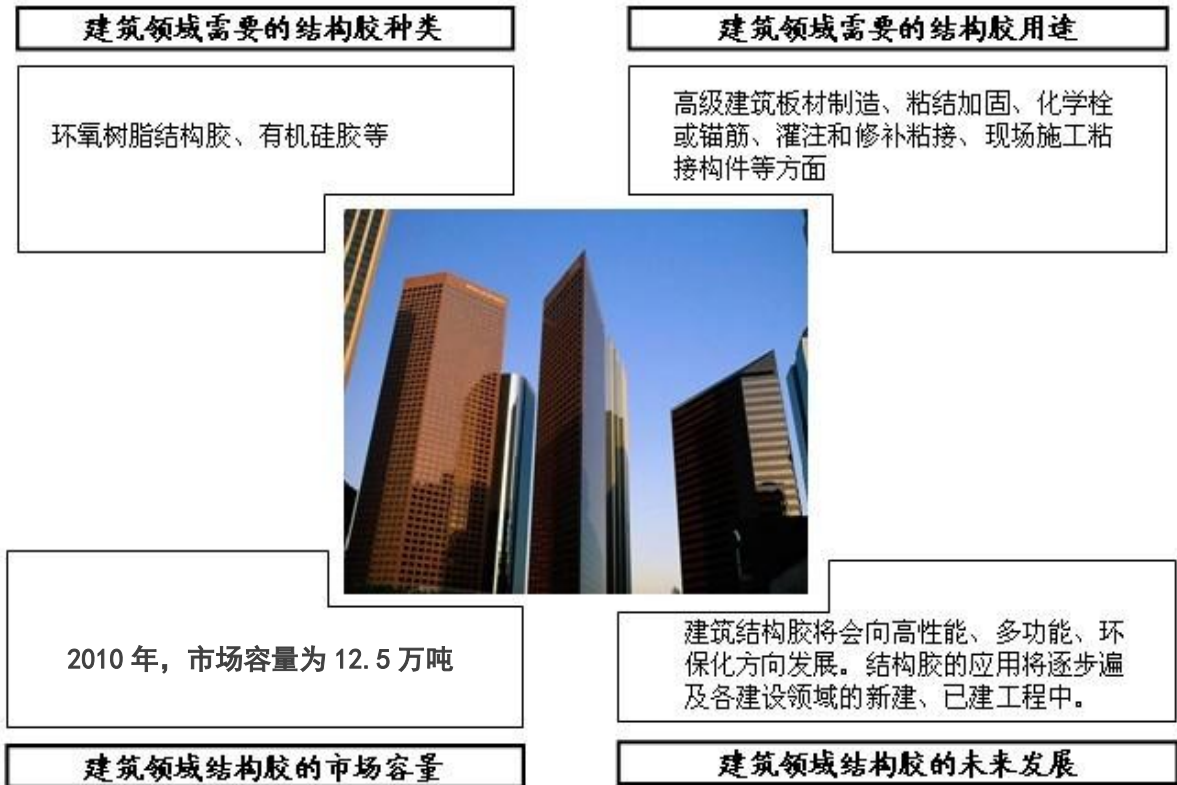 建筑领域需要的结构胶种类
建筑领域需要的结构胶用途
环氧树脂结构胶、有机硅胶等
高级建筑板材制造、粘结加固、化学栓
或锚筋、灌注和修补粘接、现场施工粘
接构件等方面
2010 年，市场容量为 12.5 万吨
建筑结构胶将会向高性能、多功能、环
保化方向发展。结构胶的应用将逐步遍
及各建设领域的新建、已建工程中。
建筑领域结构胶的市场容量
建筑领域结构胶的未来发展